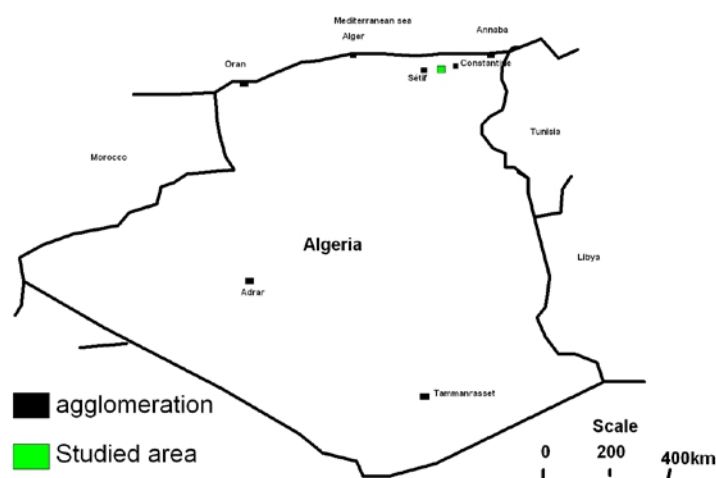 Mediterranean sea
Alger
Annaba
Oran
Sétif
Constantine
Tunisia
Morocco
Algeria
Libya
Adrar
Tammanrasset
agglomeration
Studied area
Scale
0 200 400km